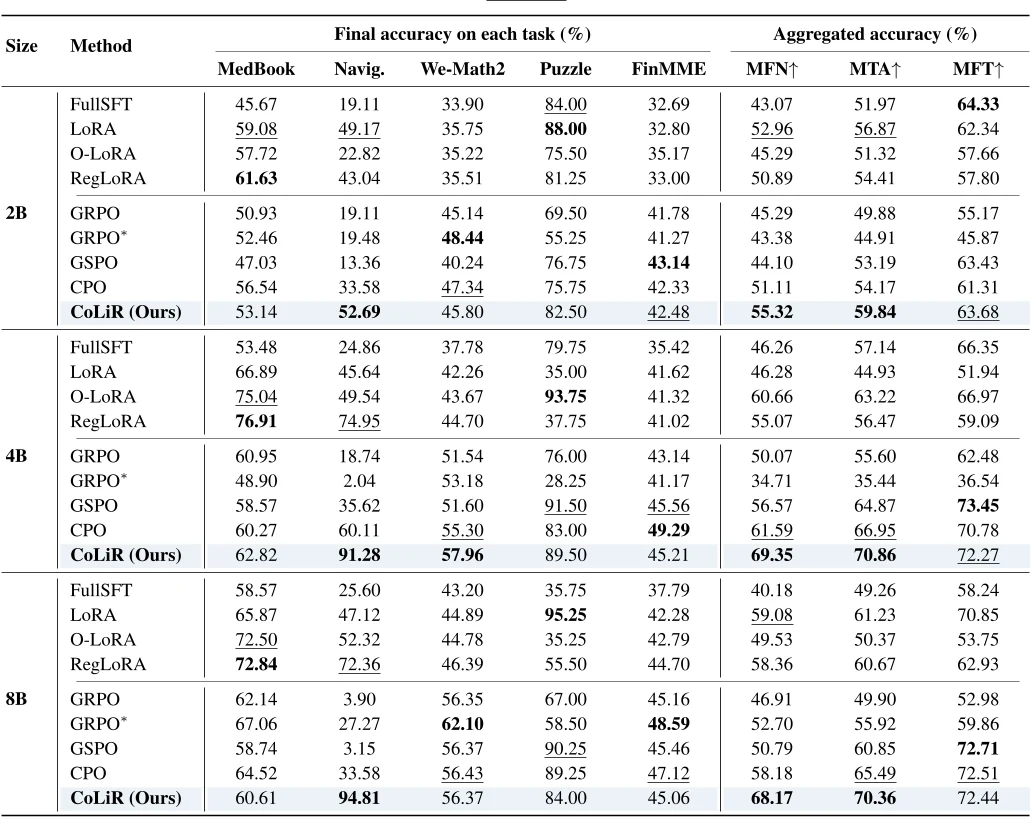 Size Method Final accuracy on each task (%) Aggregated accuracy (%)
MedBook Navig. We-Math2 Puzzle FinMME MFN↑ MTA↑ MFT↑
FullSFT 45.67 19.11 33.90 84.00 32.69 43.07 51.97 64.33
LoRA 59.08 49.17 35.75 88.00 32.80 52.96 56.87 62.34
O-LoRA 57.72 22.82 35.22 75.50 35.17 45.29 51.32 57.66
RegLoRA 61.63 43.04 35.51 81.25 33.00 50.89 54.41 57.80
2B GRPO 50.93 19.11 45.14 69.50 41.78 45.29 49.88 55.17
GRPO* 52.46 19.48 48.44 55.25 41.27 43.38 44.91 45.87
GSPO 47.03 13.36 40.24 76.75 43.14 44.10 53.19 63.43
CPO 56.54 33.58 47.34 75.75 42.33 51.11 54.17 61.31
CoLiR (Ours) 53.14 52.69 45.80 82.50 42.48 55.32 59.84 63.68
FullSFT 53.48 24.86 37.78 79.75 35.42 46.26 57.14 66.35
LoRA 66.89 45.64 42.26 35.00 41.62 46.28 44.93 51.94
O-LoRA 75.04 49.54 43.67 93.75 41.32 60.66 63.22 66.97
RegLoRA 76.91 74.95 44.70 37.75 41.02 55.07 56.47 59.09
4B GRPO 60.95 18.74 51.54 76.00 43.14 50.07 55.60 62.48
GRPO* 48.90 2.04 53.18 28.25 41.17 34.71 35.44 36.54
GSPO 58.57 35.62 51.60 91.50 45.56 56.57 64.87 73.45
CPO 60.27 60.11 55.30 83.00 49.29 61.59 66.95 70.78
CoLiR (Ours) 62.82 91.28 57.96 89.50 45.21 69.35 70.86 72.27
FullSFT 58.57 25.60 43.20 35.75 37.79 40.18 49.26 58.24
LoRA 65.87 47.12 44.89 95.25 42.28 59.08 61.23 70.85
O-LoRA 72.50 52.32 44.78 35.25 42.79 49.53 50.37 53.75
RegLoRA 72.84 72.36 46.39 55.50 44.70 58.36 60.67 62.93
8B GRPO 62.14 3.90 56.35 67.00 45.16 46.91 49.90 52.98
GRPO* 67.06 27.27 62.10 58.50 48.59 52.70 55.92 59.86
GSPO 58.74 3.15 56.37 90.25 45.46 50.79 60.85 72.71
CPO 64.52 33.58 56.43 89.25 47.12 58.18 65.49 72.51
CoLiR (Ours) 60.61 94.81 56.37 84.00 45.06 68.17 70.36 72.44